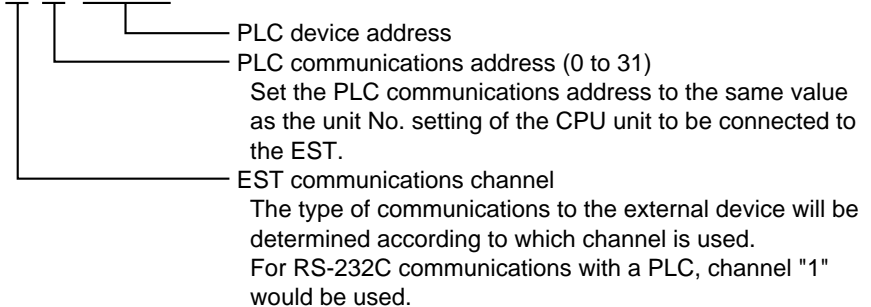 PLC device address
PLC communications address (0 to 31)
Set the PLC communications address to the same value
as the unit No. setting of the CPU unit to be connected to
the EST.
EST communications channel
The type of communications to the external device will be
determined according to which channel is used.
For RS-232C communications with a PLC, channel "1"
would be used.